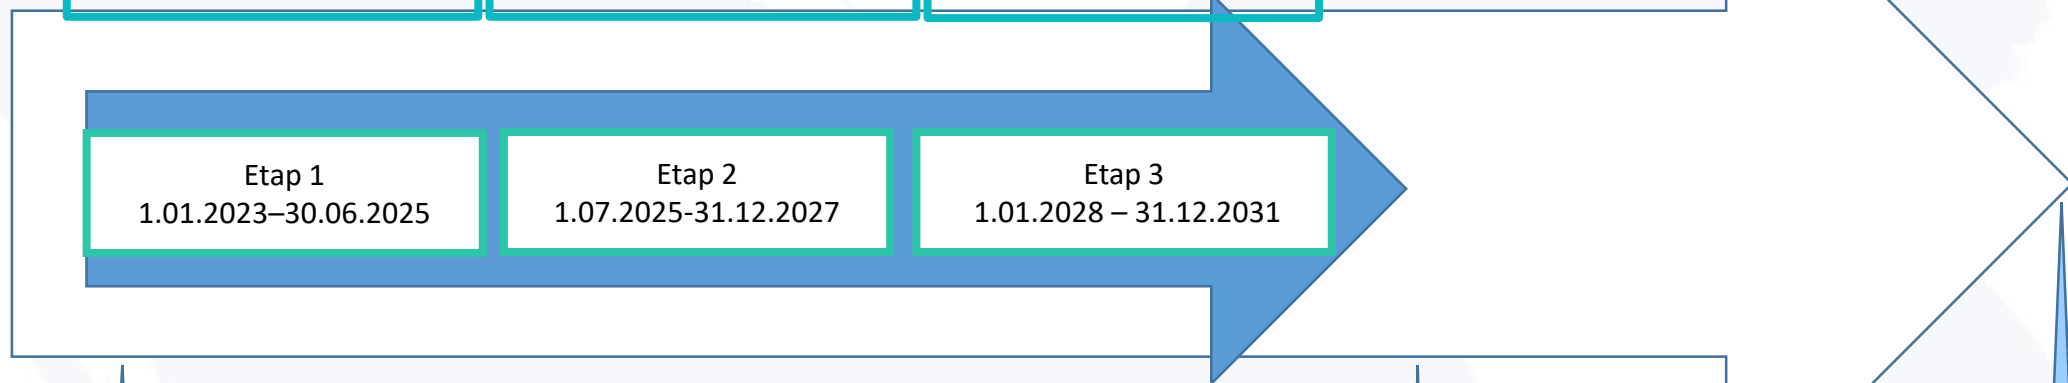 Etap 1
1.01.2023–30.06.2025
Etap 2
1.07.2025-31.12.2027
Etap 3
1.01.2028 – 31.12.2031